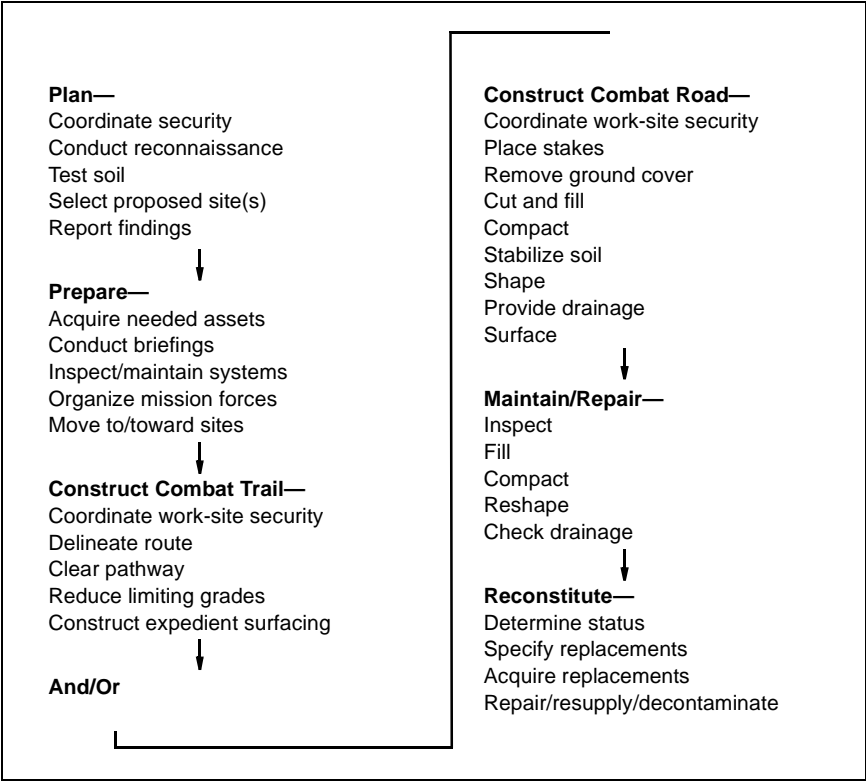 Plan—
Coordinate security
Conduct reconnaissance
Test soil
Select proposed site(s)
Report findings
Prepare—
Acquire needed assets
Conduct briefings
Inspect/maintain systems
Organize mission forces
Move to/toward sites
Construct Combat Trail—
Coordinate work-site security
Delineate route
Clear pathway
Reduce limiting grades
Construct expedient surfacing
And/Or
Construct Combat Road—
Coordinate work-site security
Place stakes
Remove ground cover
Cut and fill
Compact
Stabilize soil
Shape
Provide drainage
Surface
Maintain/Repair—
Inspect
Fill
Compact
Reshape
Check drainage
Reconstitute—
Determine status
Specify replacements
Acquire replacements
Repair/resupply/decontaminate